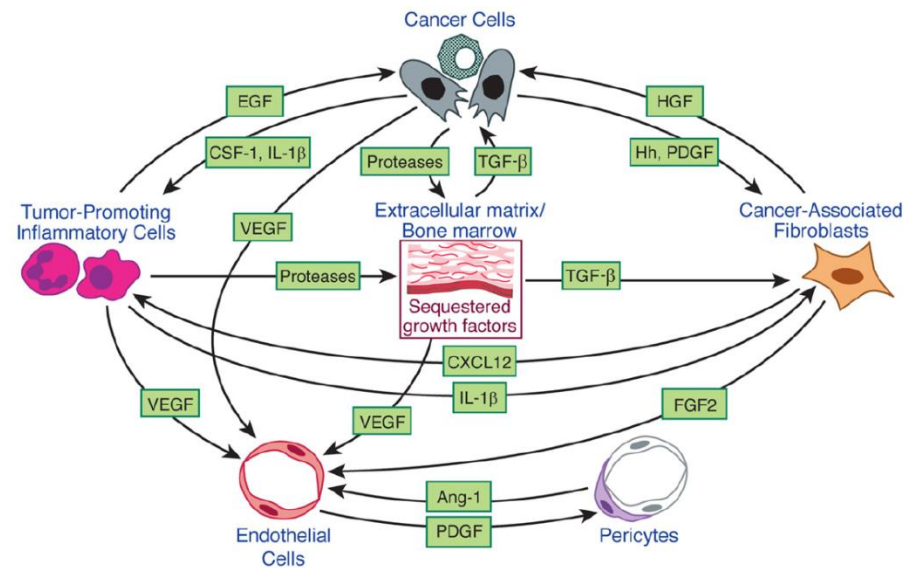 Cancer Cells
EGF
HGF
CSF-1, IL-1β
Proteases
TGF-β
Hh, PDGF
Tumor-Promoting
Inflammatory Cells
VEGF
Extracellular matrix/
Bone marrow
Cancer-Associated
Fibroblasts
Proteases
TGF-β
Sequestered
growth factors
CXCL12
IL-1β
VEGF
VEGF
FGF2
Ang-1
PDGF
Endothelial
Cells
Pericytes